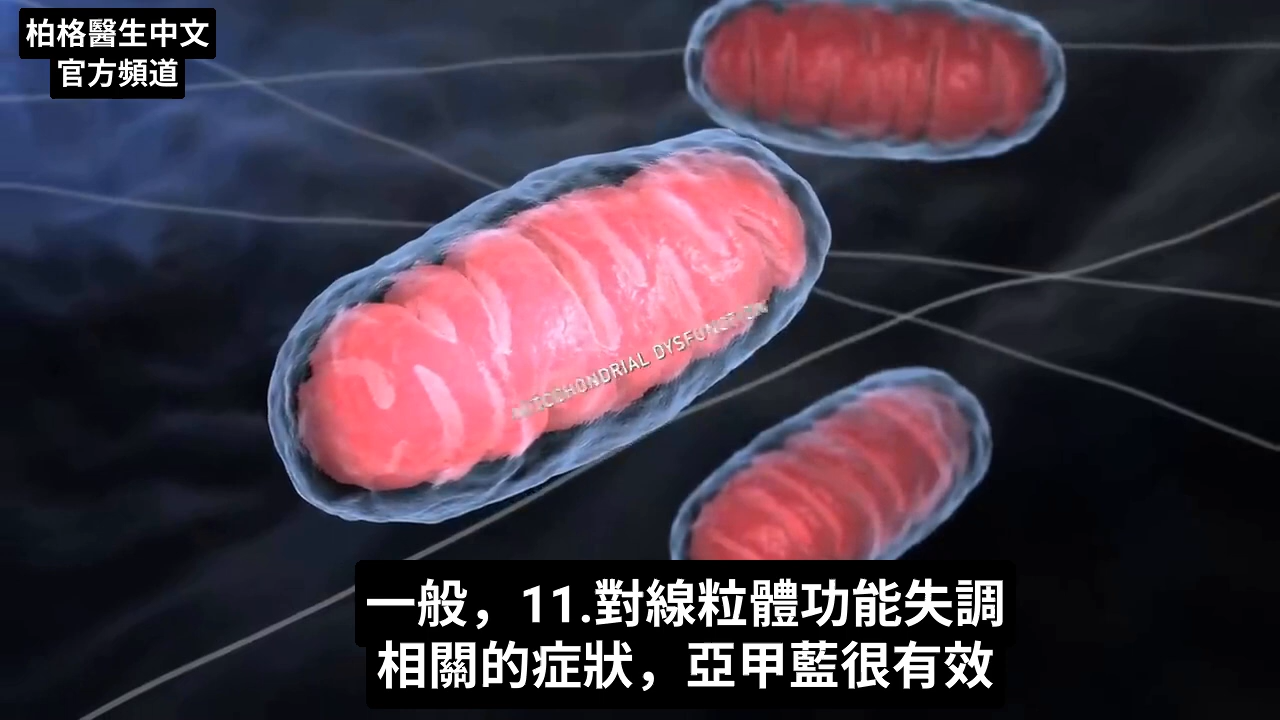 柏格醫生中文
官方頻道
MITOCHONDRIAL DYSFUNCTION
一般，11.對線粒體功能失調
相關的症狀，亞甲藍很有效